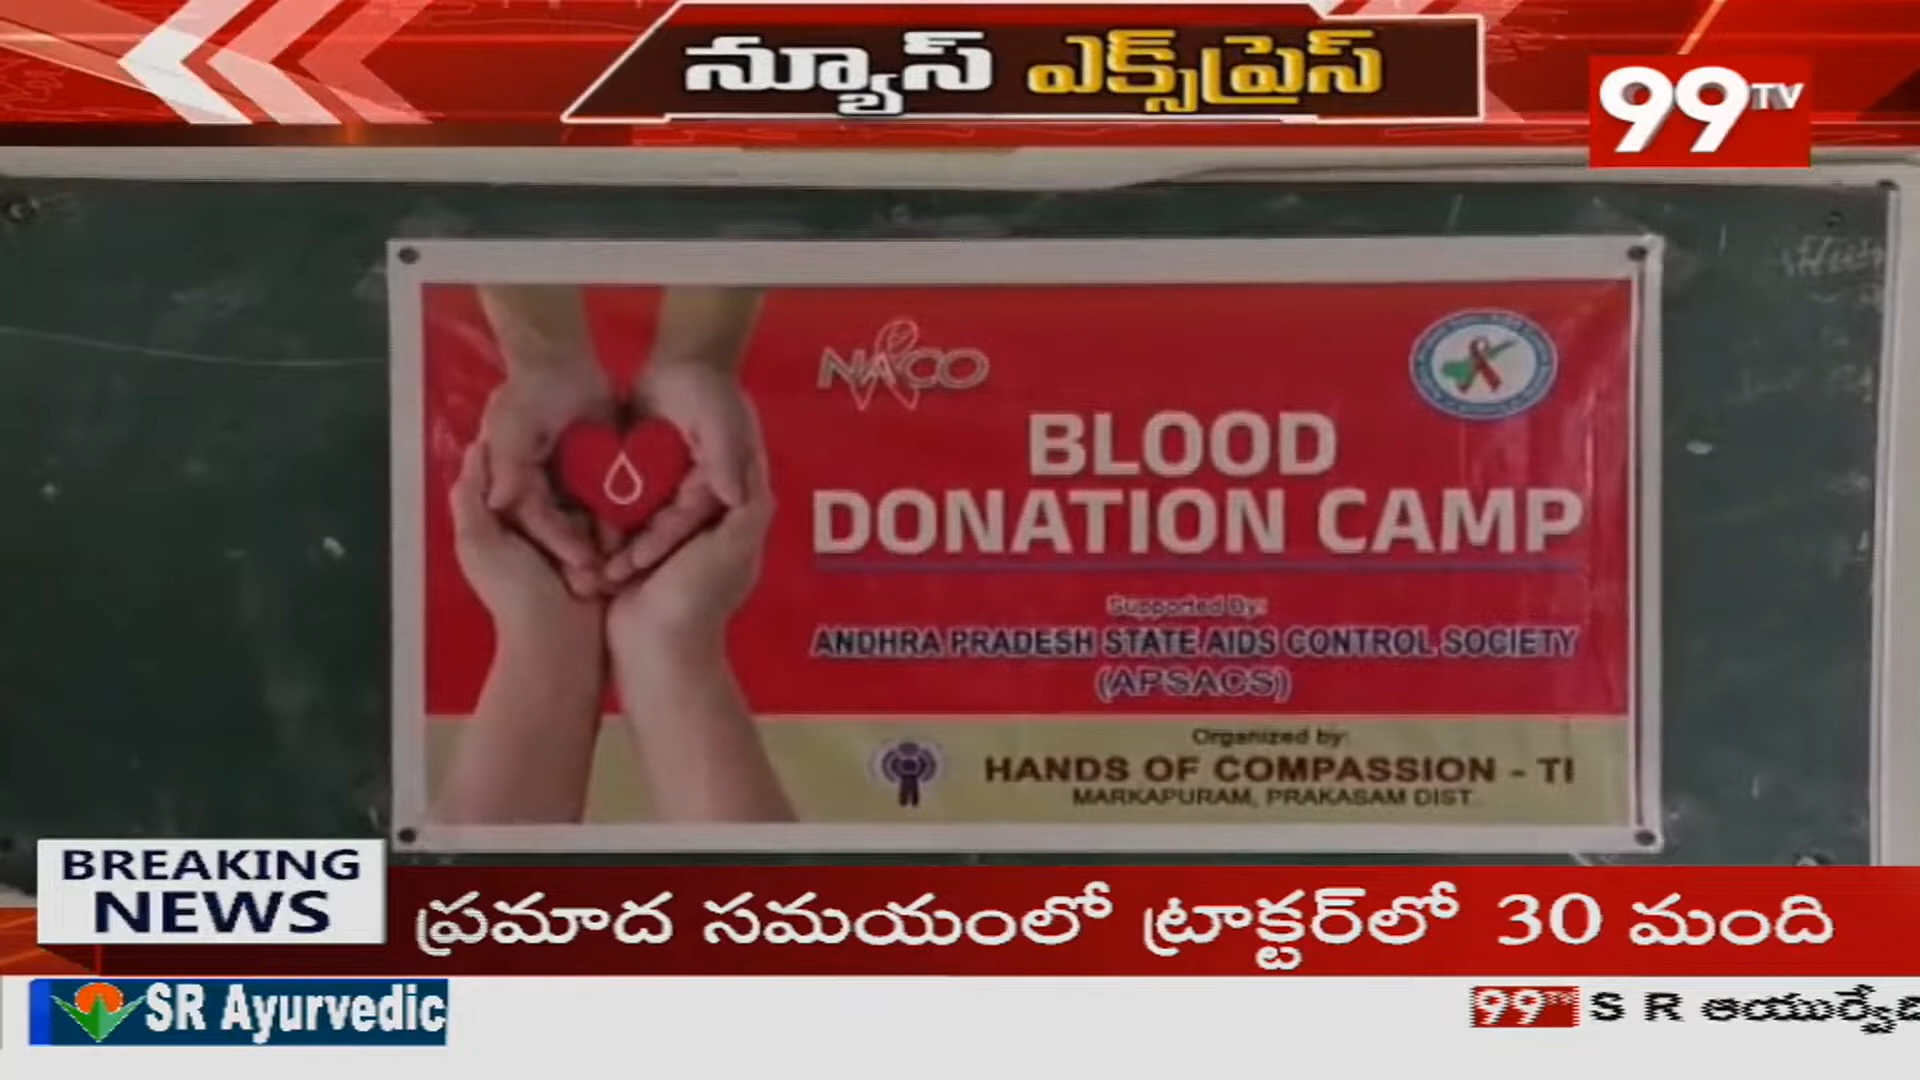 న్యూస్ ఎక్స్‌ప్రెస్
99TV
NACO
BLOOD
DONATION CAMP
Supported By:
ANDHRA PRADESH STATE AIDS CONTROL SOCIETY
(APSACS)
Organized by:
HANDS OF COMPASSION - TI
MARKAPURAM, PRAKASAM DIST.
BREAKING
NEWS
ప్రమాద సమయంలో ట్రాక్టర్‌లో 30 మంది
SR Ayurvedic
99TV S R ఆయుర్వేది